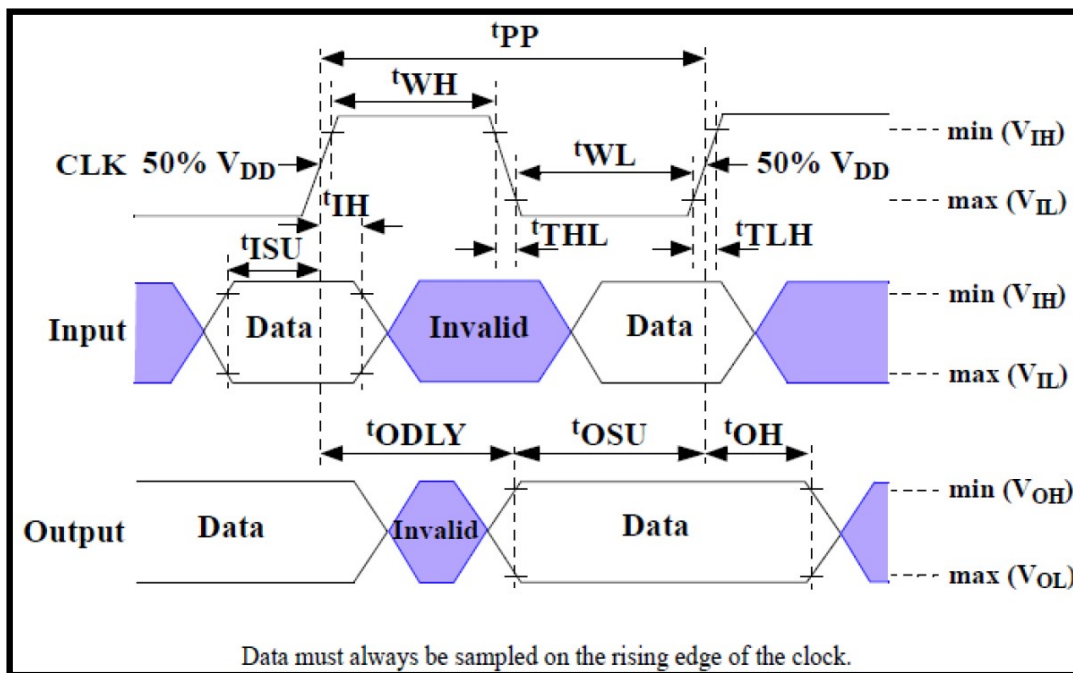 tPP
tWH
min (VIH)
CLK 50% VDD
tWL
50% VDD
max (VIL)
tIH
tTHL
tTLH
tISU
min (VIH)
Input
Data
Invalid
Data
max (VIL)
tODLY
tOSU
tOH
min (VOH)
Output
Data
Invalid
Data
max (VOL)
Data must always be sampled on the rising edge of the clock.